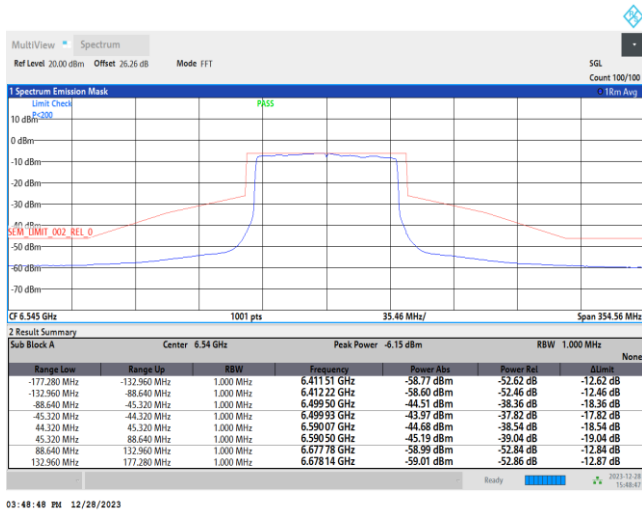 MultiView Spectrum
Ref Level 20.00 dBm Offset 26.26 dB Mode FFT SGL
Count 100/100
1 Spectrum Emission Mask 1Rm Avg
Limit Check PASS
P<200
10 dBm
0 dBm
-10 dBm
-20 dBm
-30 dBm
-40 dBm
SEM_LIMIT_002_REL_0
-50 dBm
-60 dBm
-70 dBm
CF 6.545 GHz 1001 pts 35.46 MHz/ Span 354.56 MHz
2 Result Summary
Sub Block A Center 6.54 GHz Peak Power -6.15 dBm RBW 1.000 MHz
None
Range Low Range Up RBW Frequency Power Abs Power Rel ΔLimit
-177.280 MHz -132.960 MHz 1.000 MHz 6.41151 GHz -58.77 dBm -52.62 dB -12.62 dB
-132.960 MHz -88.640 MHz 1.000 MHz 6.41222 GHz -58.60 dBm -52.46 dB -12.46 dB
-88.640 MHz -45.320 MHz 1.000 MHz 6.49950 GHz -44.51 dBm -38.36 dB -18.36 dB
-45.320 MHz -44.320 MHz 1.000 MHz 6.49993 GHz -43.97 dBm -37.82 dB -17.82 dB
44.320 MHz 45.320 MHz 1.000 MHz 6.59007 GHz -44.68 dBm -38.54 dB -18.54 dB
45.320 MHz 88.640 MHz 1.000 MHz 6.59050 GHz -45.19 dBm -39.04 dB -19.04 dB
88.640 MHz 132.960 MHz 1.000 MHz 6.67778 GHz -58.99 dBm -52.84 dB -12.84 dB
132.960 MHz 177.280 MHz 1.000 MHz 6.67814 GHz -59.01 dBm -52.86 dB -12.87 dB
Ready 2023-12-28
15:48:47
03:48:48 PM 12/28/2023